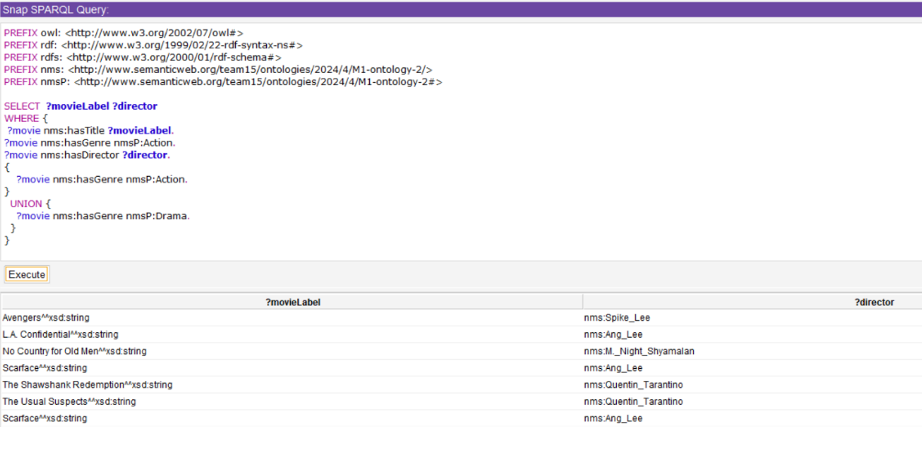 Snap SPARQL Query:
PREFIX owl: <http://www.w3.org/2002/07/owl#>
PREFIX rdf: <http://www.w3.org/1999/02/22-rdf-syntax-ns#>
PREFIX rdfs: <http://www.w3.org/2000/01/rdf-schema#>
PREFIX nms: <http://www.semanticweb.org/team15/ontologies/2024/4/M1-ontology-2/>
PREFIX nmsP: <http://www.semanticweb.org/team15/ontologies/2024/4/M1-ontology-2#>
SELECT ?movieLabel ?director
WHERE {
?movie nms:hasTitle ?movieLabel.
?movie nms:hasGenre nmsP:Action.
?movie nms:hasDirector ?director.
{
?movie nms:hasGenre nmsP:Action.
}
UNION {
?movie nms:hasGenre nmsP:Drama.
}
}
Execute
?movieLabel ?director
Avengers^^xsd:string nms:Spike_Lee
L.A. Confidential^^xsd:string nms:Ang_Lee
No Country for Old Men^^xsd:string nms:M._Night_Shyamalan
Scarface^^xsd:string nms:Ang_Lee
The Shawshank Redemption^^xsd:string nms:Quentin_Tarantino
The Usual Suspects^^xsd:string nms:Quentin_Tarantino
Scarface^^xsd:string nms:Ang_Lee